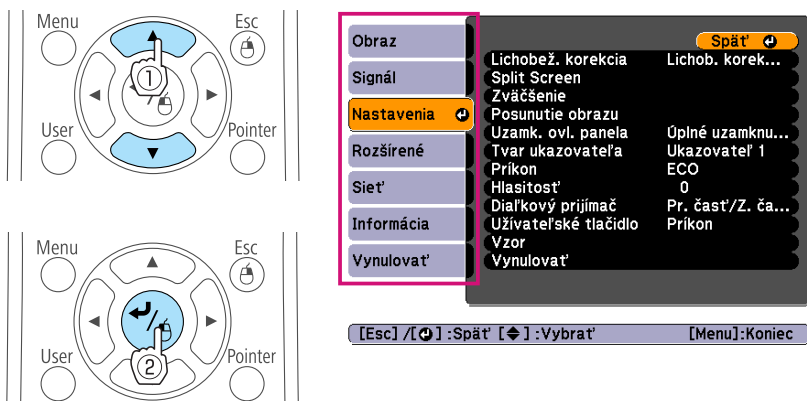 Menu
Esc
1
User
Pointer
Menu
Esc
2
User
Pointer
Obraz
Signál
Nastavenia
Rozšírené
Sieť
Informácia
Vynulovať
Späť
Lichobež. korekcia Lichob. korek...
Split Screen
Zväčšenie
Posunutie obrazu
Uzamk. ovl. panela Úplné uzamknu...
Tvar ukazovateľa Ukazovateľ 1
Príkon ECO
Hlasitosť 0
Diaľkový prijímač Pr. časť/Z. ča...
Užívateľské tlačidlo Príkon
Vzor
Vynulovať
[Esc] /[ ] :Späť [ ] :Vybrať [Menu]:Koniec